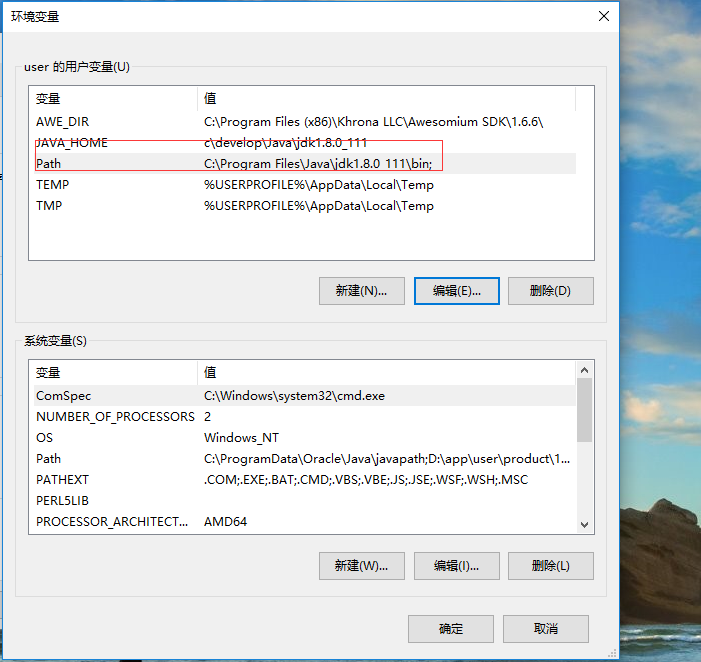 环境变量
user 的用户变量(U)
变量 值
AWE_DIR C:\Program Files (x86)\Khrona LLC\Awesomium SDK\1.6.6\
JAVA_HOME c\develop\Java\jdk1.8.0_111
Path C:\Program Files\Java\jdk1.8.0_111\bin;
TEMP %USERPROFILE%\AppData\Local\Temp
TMP %USERPROFILE%\AppData\Local\Temp
新建(N)... 编辑(E)... 删除(D)
系统变量(S)
变量 值
ComSpec C:\Windows\system32\cmd.exe
NUMBER_OF_PROCESSORS 2
OS Windows_NT
Path C:\ProgramData\Oracle\Java\javapath;D:\app\user\product\1...
PATHEXT .COM;.EXE;.BAT;.CMD;.VBS;.VBE;.JS;.JSE;.WSF;.WSH;.MSC
PERL5LIB
PROCESSOR_ARCHITECT... AMD64
新建(W)... 编辑(I)... 删除(L)
确定 取消